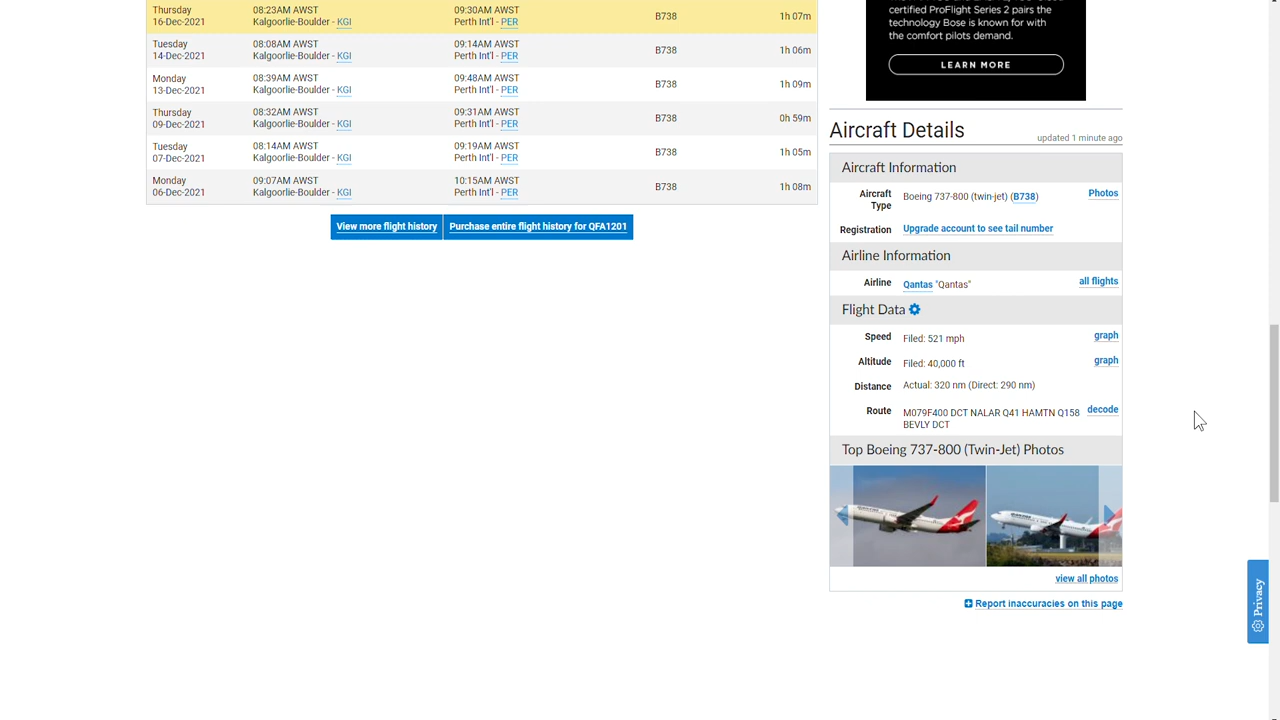 Thursday 08:23AM AWST 09:30AM AWST B738 1h 07m
16-Dec-2021 Kalgoorlie-Boulder - KGI Perth Int'l - PER
Tuesday 08:08AM AWST 09:14AM AWST B738 1h 06m
14-Dec-2021 Kalgoorlie-Boulder - KGI Perth Int'l - PER
Monday 08:39AM AWST 09:48AM AWST B738 1h 09m
13-Dec-2021 Kalgoorlie-Boulder - KGI Perth Int'l - PER
Thursday 08:32AM AWST 09:31AM AWST B738 0h 59m
09-Dec-2021 Kalgoorlie-Boulder - KGI Perth Int'l - PER
Tuesday 08:14AM AWST 09:19AM AWST B738 1h 05m
07-Dec-2021 Kalgoorlie-Boulder - KGI Perth Int'l - PER
Monday 09:07AM AWST 10:15AM AWST B738 1h 08m
06-Dec-2021 Kalgoorlie-Boulder - KGI Perth Int'l - PER
View more flight history Purchase entire flight history for QFA1201
certified ProFlight Series 2 pairs the
technology Bose is known for with
the comfort pilots demand.
LEARN MORE
Aircraft Details updated 1 minute ago
Aircraft Information
Aircraft Type Boeing 737-800 (twin-jet) (B738) Photos
Registration Upgrade account to see tail number
Airline Information
Airline Qantas "Qantas" all flights
Flight Data
Speed Filed: 521 mph graph
Altitude Filed: 40,000 ft graph
Distance Actual: 320 nm (Direct: 290 nm)
Route M079F400 DCT NALAR Q41 HAMTN Q158 decode
BEVLY DCT
Top Boeing 737-800 (Twin-Jet) Photos
view all photos
Report inaccuracies on this page
Privacy